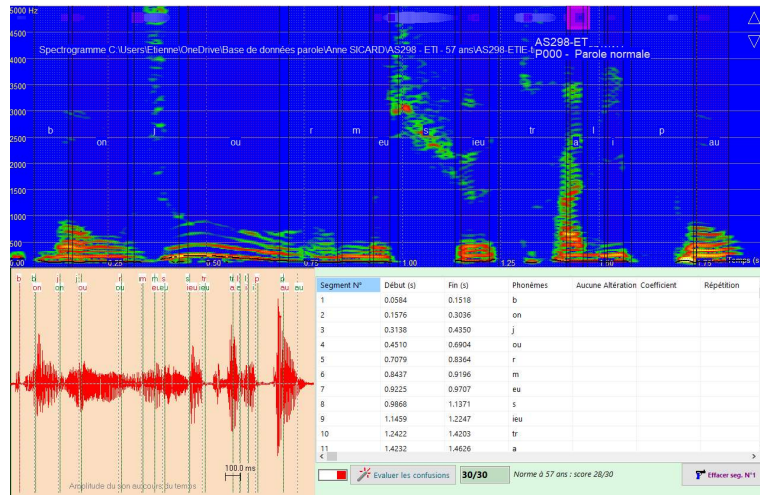 5000 Hz
4500
4000
3500
3000
2500
2000
1500
1000
500
0.00 0.25 0.50 0.75 1.00 1.25 1.50 1.75 Temps (s)
Spectrogramme C:\Users\Etienne\OneDrive\Base de données parole\Anne SICARD\AS298 - ETI - 57 ans\AS298-ETIE-
AS298-ET
P000 - Parole normale
b on j ou r m eu s ieu tr a l i p au
100.0 ms
Amplitude du son au cours du temps
Segment N° Début (s) Fin (s) Phonémes Aucune Altération Coefficient Répétition
1 0.0584 0.1518 b
2 0.1576 0.3036 on
3 0.3138 0.4350 j
4 0.4510 0.6904 ou
5 0.7079 0.8364 r
6 0.8437 0.9196 m
7 0.9225 0.9707 eu
8 0.9868 1.1371 s
9 1.1459 1.2247 ieu
10 1.2422 1.4203 tr
11 1.4232 1.4626 a
Evaluer les confusions 30/30 Norme à 57 ans : score 28/30 Effacer seg. N°1